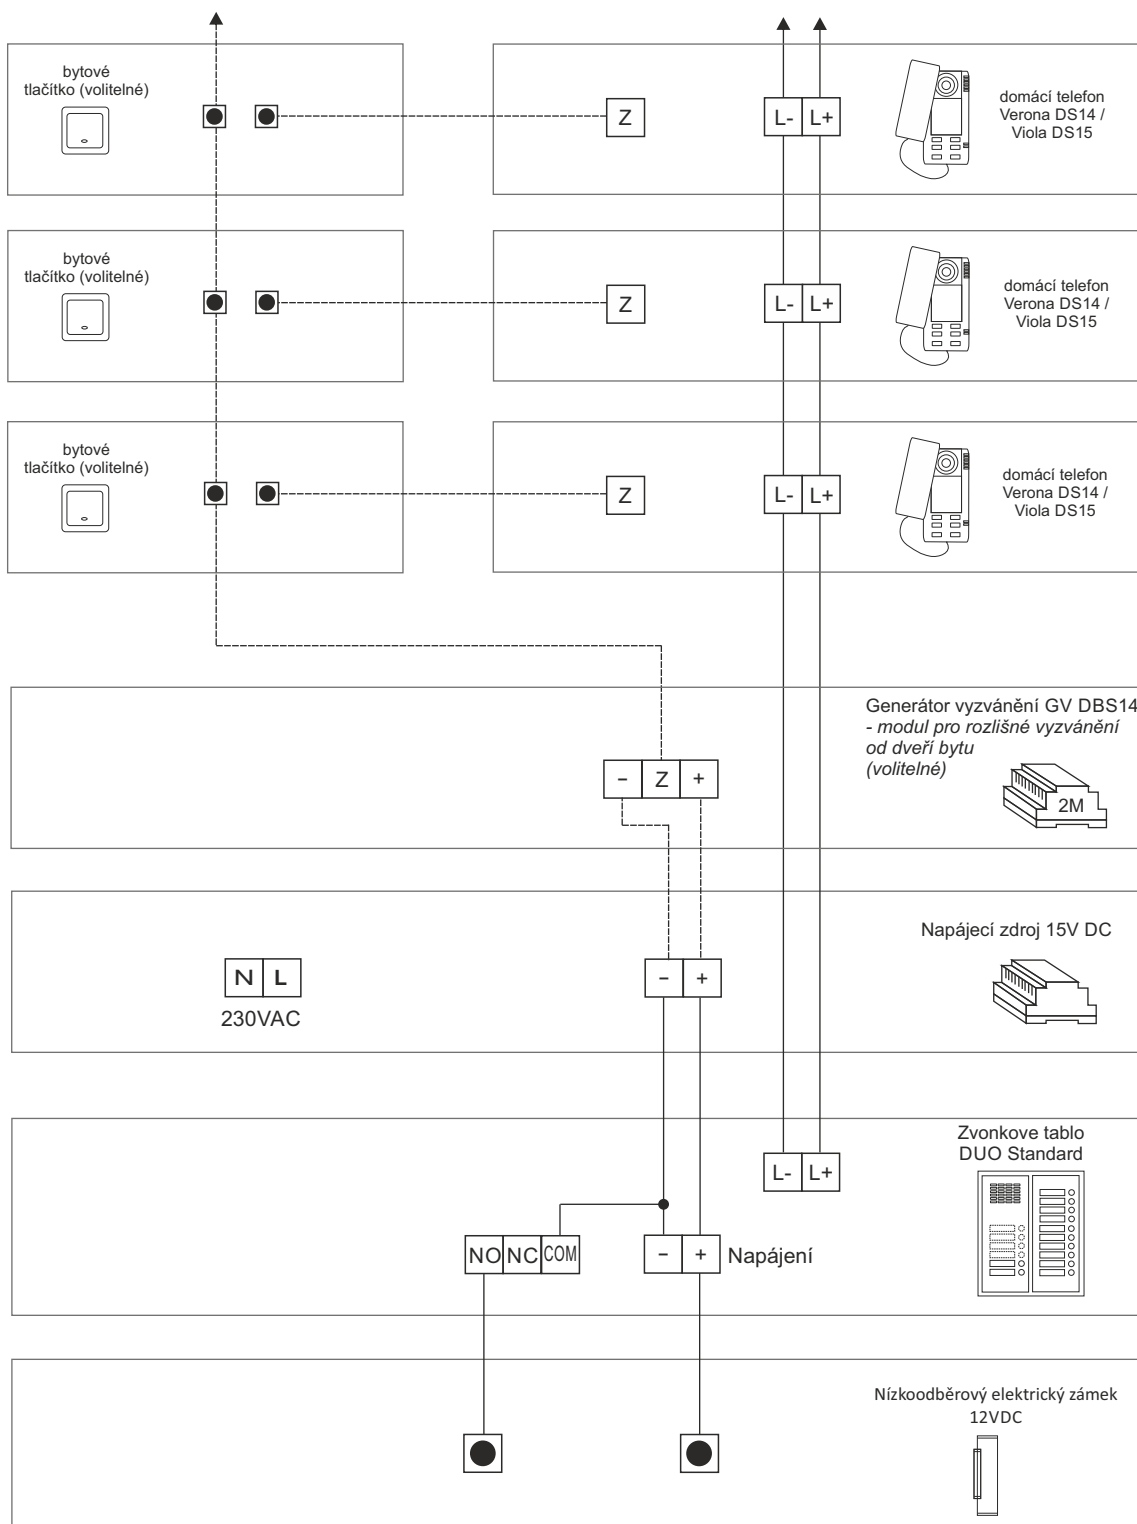 bytové
tlačítko (volitelné)
Z
L- L+
domácí telefon
Verona DS14 /
Viola DS15
bytové
tlačítko (volitelné)
Z
L- L+
domácí telefon
Verona DS14 /
Viola DS15
bytové
tlačítko (volitelné)
Z
L- L+
domácí telefon
Verona DS14 /
Viola DS15
Generátor vyzvánění GV DBS14
- modul pro rozlišné vyzvánění
od dveří bytu
(volitelné)
- Z +
2M
Napájecí zdroj 15V DC
N L
- +
230VAC
Zvonkove tablo
DUO Standard
L- L+
NO NC COM
- + Napájení
Nízkoodběrový elektrický zámek
12VDC